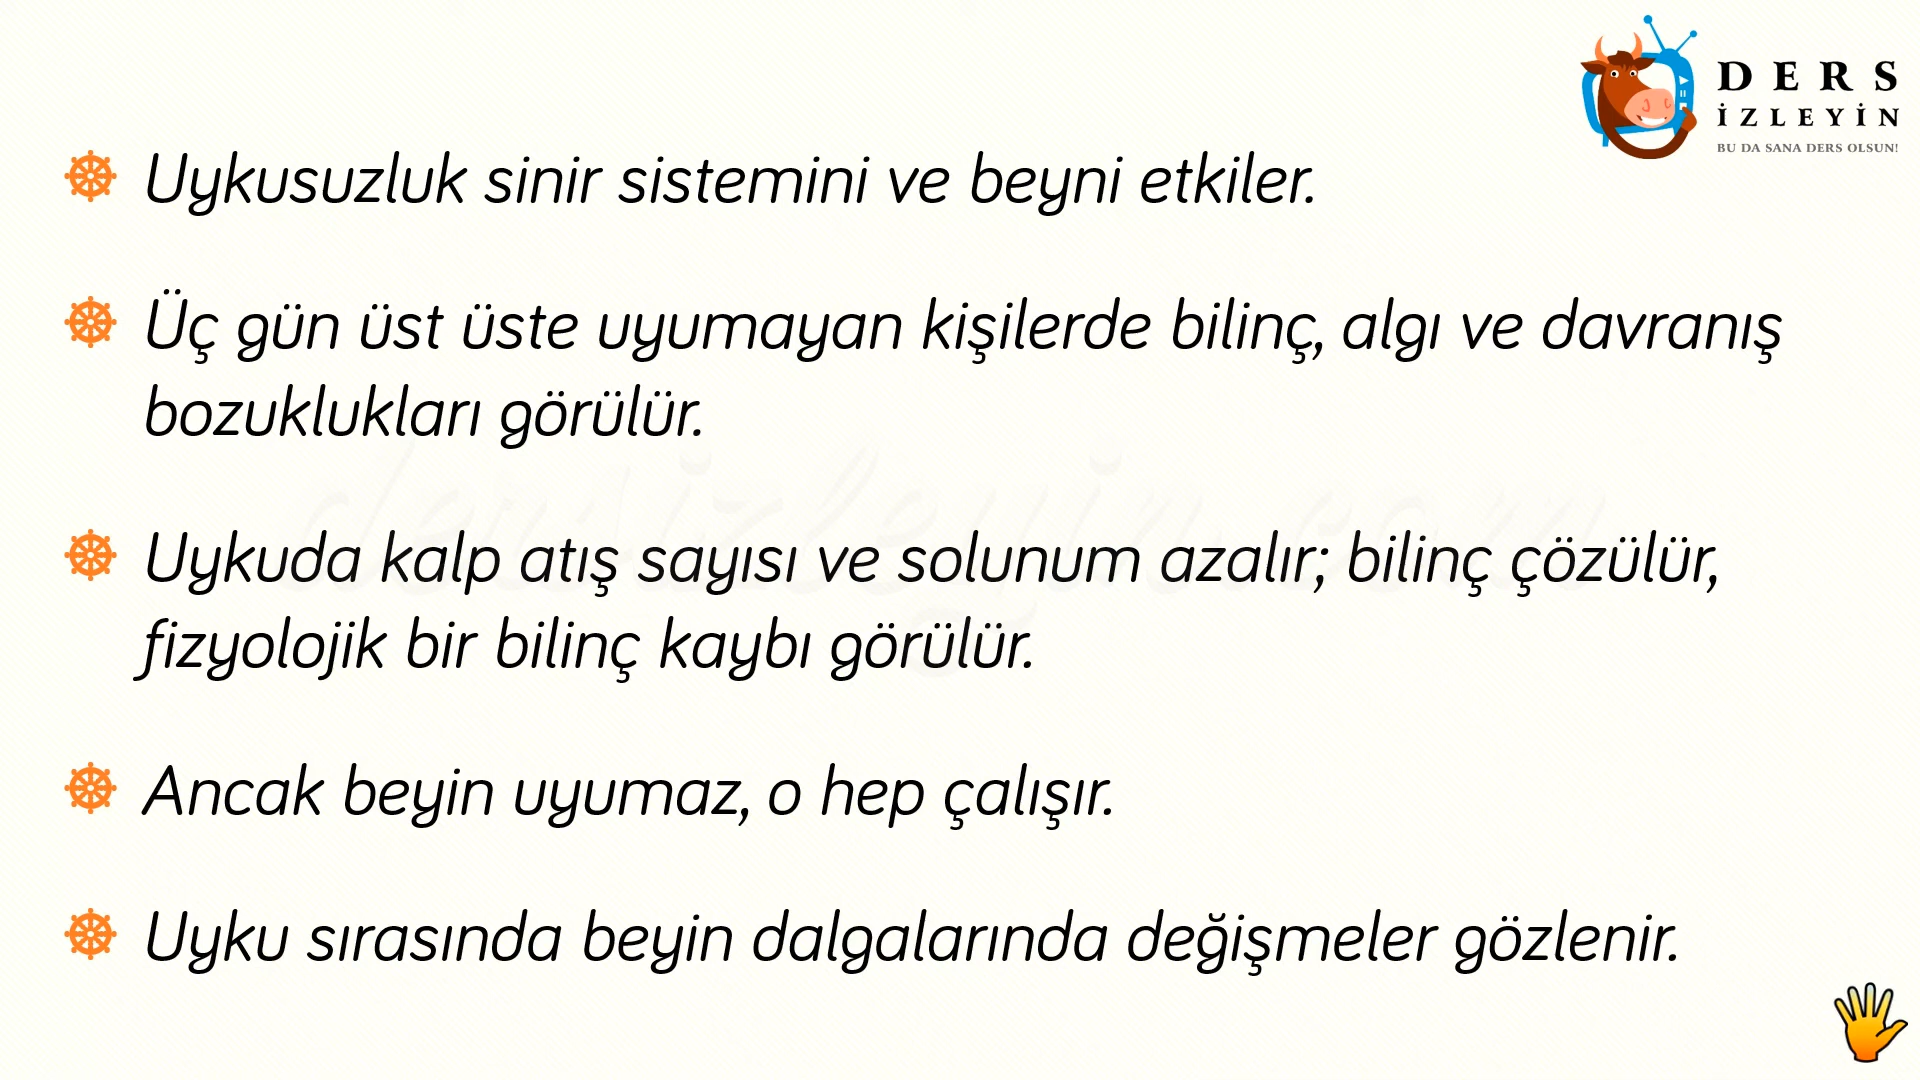 DERS
İZLEYİN
BU DA SANA DERS OLSUN!
Uykusuzluk sinir sistemini ve beyni etkiler.
Üç gün üst üste uyumayan kişilerde bilinç, algı ve davranış
bozuklukları görülür.
dersizleyin.com
Uykuda kalp atış sayısı ve solunum azalır; bilinç çözülür,
fizyolojik bir bilinç kaybı görülür.
Ancak beyin uyumaz, o hep çalışır.
Uyku sırasında beyin dalgalarında değişmeler gözlenir.